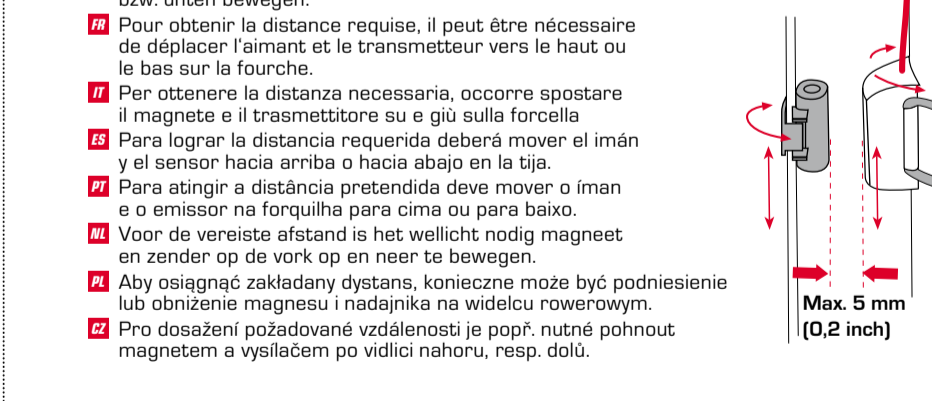 bzw. unten bewegen.
FR Pour obtenir la distance requise, il peut être nécessaire
de déplacer l'aimant et le transmetteur vers le haut ou
le bas sur la fourche.
IT Per ottenere la distanza necessaria, occorre spostare
il magnete e il trasmettitore su e giù sulla forcella
ES Para lograr la distancia requerida deberá mover el imán
y el sensor hacia arriba o hacia abajo en la tija.
PT Para atingir a distância pretendida deve mover o íman
e o emissor na forquilha para cima ou para baixo.
NL Voor de vereiste afstand is het wellicht nodig magneet
en zender op de vork op en neer te bewegen.
PL Aby osiągnąć zakładany dystans, konieczne może być podniesienie
lub obniżenie magnesu i nadajnika na widelcu rowerowym.
CZ Pro dosažení požadované vzdálenosti je popř. nutné pohnout
magnetem a vysílačem po vidlici nahoru, resp. dolů.
Max. 5 mm
(0,2 inch)